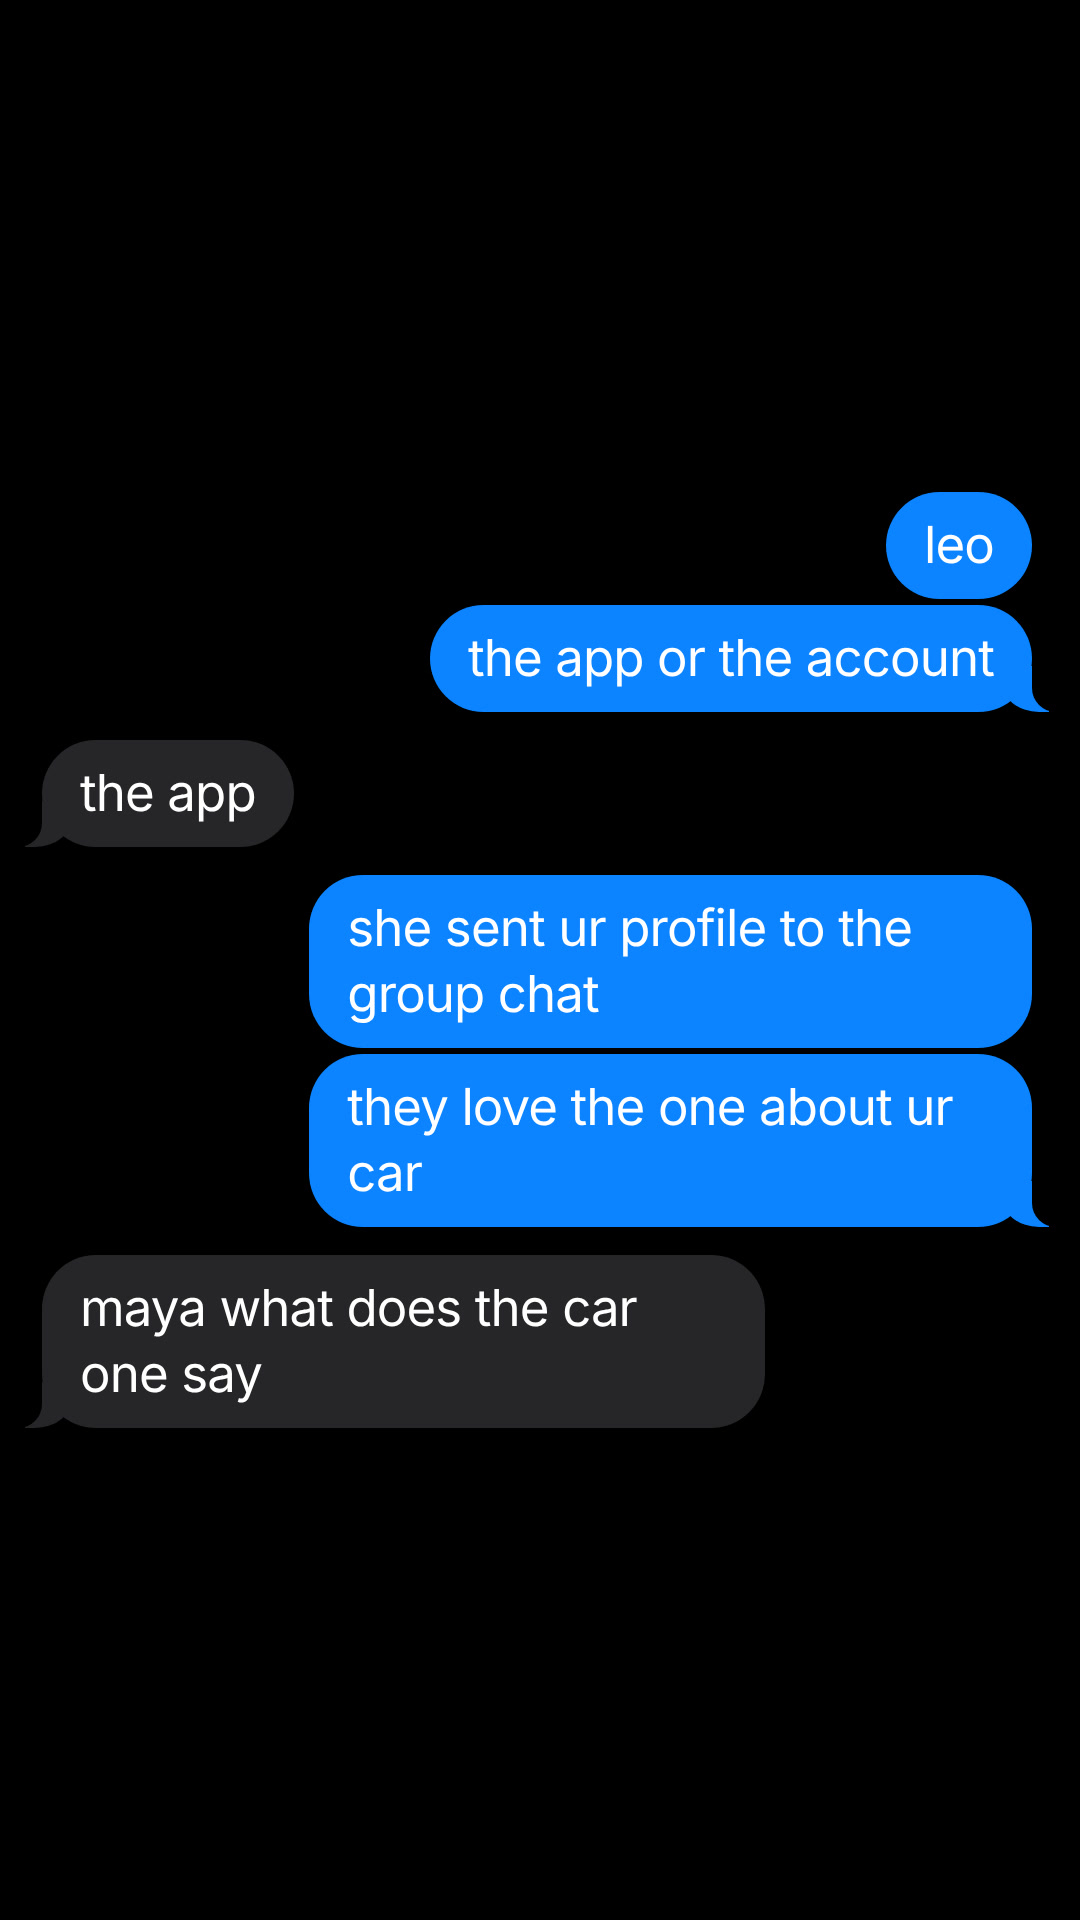 leo
the app or the account
the app
she sent ur profile to the
group chat
they love the one about ur
car
maya what does the car
one say